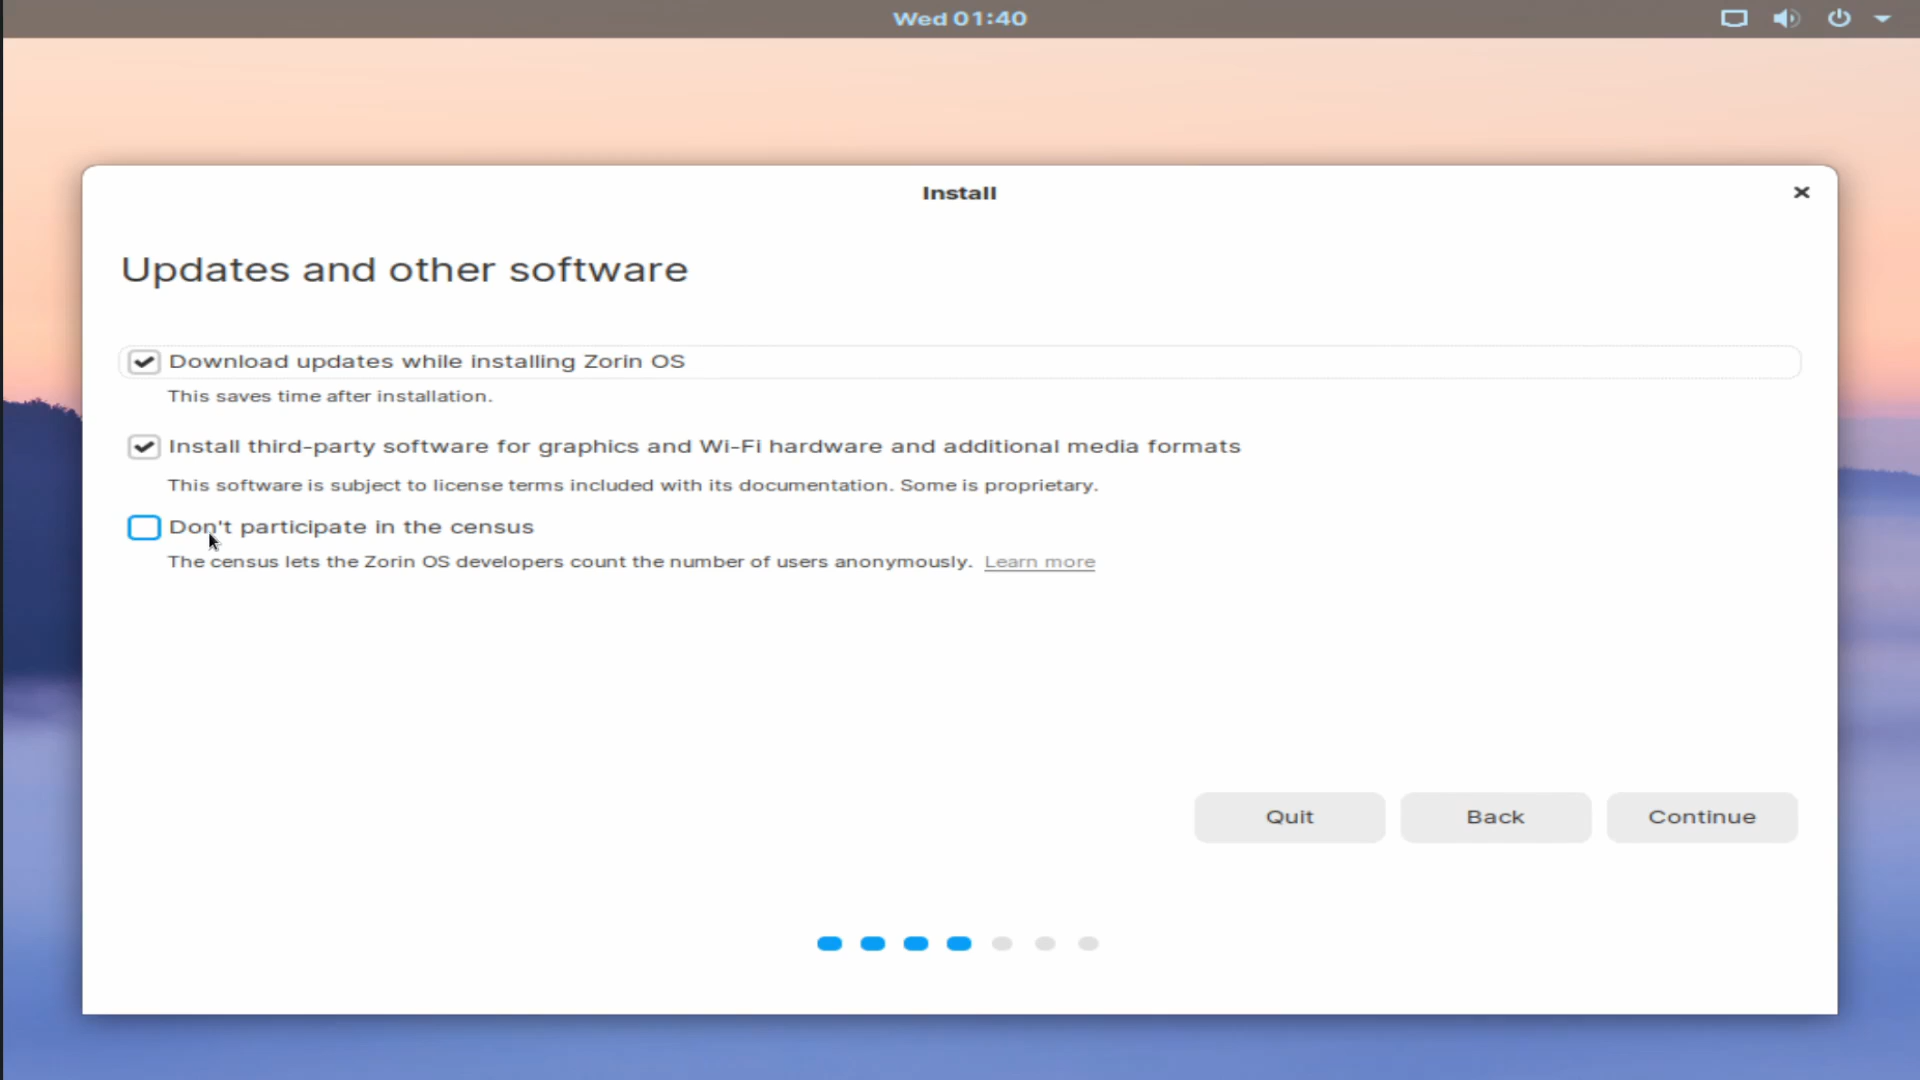 Wed 01:40
Install
Updates and other software
Download updates while installing Zorin OS
This saves time after installation.
Install third-party software for graphics and Wi-Fi hardware and additional media formats
This software is subject to license terms included with its documentation. Some is proprietary.
Don't participate in the census
The census lets the Zorin OS developers count the number of users anonymously. Learn more
Quit Back Continue